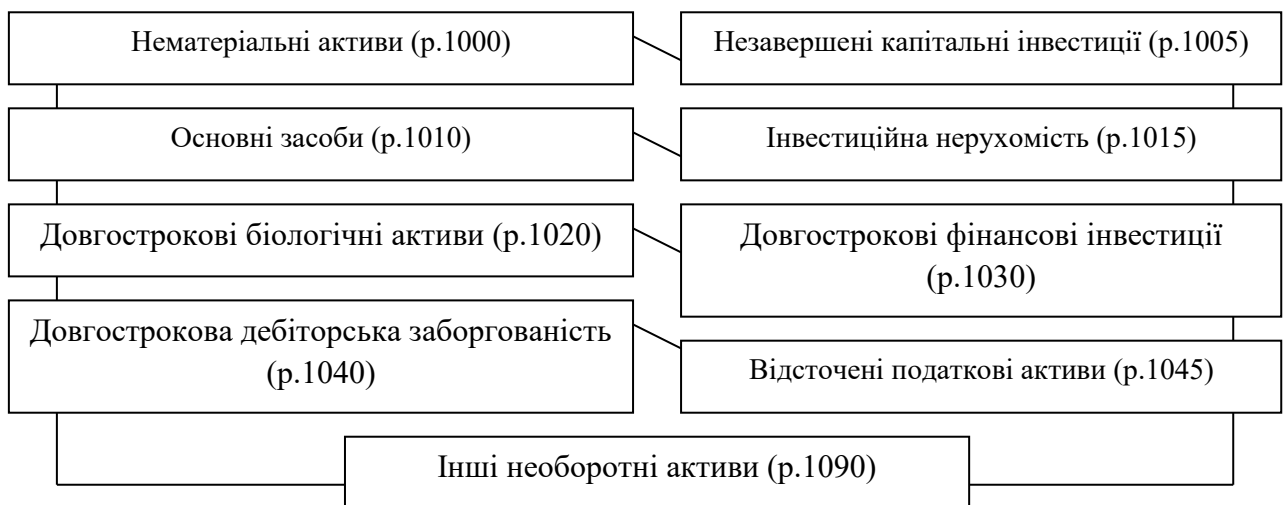 Нематеріальні активи (р.1000)
Незавершені капітальні інвестиції (р.1005)
Основні засоби (р.1010)
Інвестиційна нерухомість (р.1015)
Довгострокові біологічні активи (р.1020)
Довгострокові фінансові інвестиції
(р.1030)
Довгострокова дебіторська заборгованість
(р.1040)
Відсточені податкові активи (р.1045)
Інші необоротні активи (р.1090)